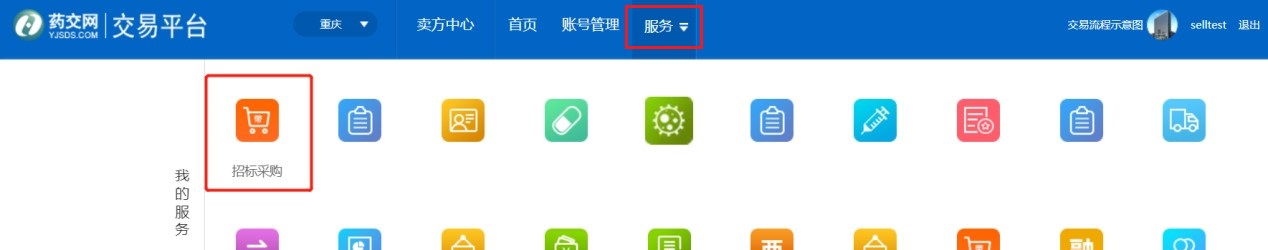 药交网
YJSDS.COM
交易平台
重庆
卖方中心
首页
账号管理
服务
交易流程示意图
selltest
退出
招标采购
我的服务